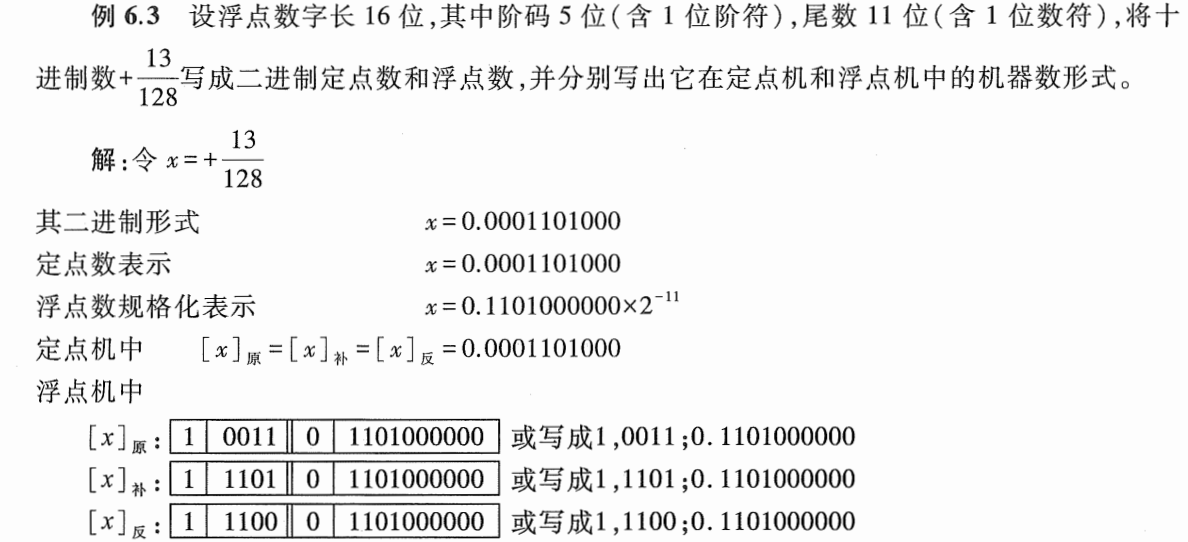 例 6.3 设浮点数字长 16 位,其中阶码 5 位(含 1 位阶符),尾数 11 位(含 1 位数符),将十
进制数+13/128写成二进制定点数和浮点数,并分别写出它在定点机和浮点机中的机器数形式。
解:令 x=+13/128
其二进制形式 x=0.0001101000
定点数表示 x=0.0001101000
浮点数规格化表示 x=0.1101000000×2⁻¹¹
定点机中 [x]原=[x]补=[x]反=0.0001101000
浮点机中
[x]原: 1 0011 0 1101000000 或写成1,0011;0.1101000000
[x]补: 1 1101 0 1101000000 或写成1,1101;0.1101000000
[x]反: 1 1100 0 1101000000 或写成1,1100;0.1101000000